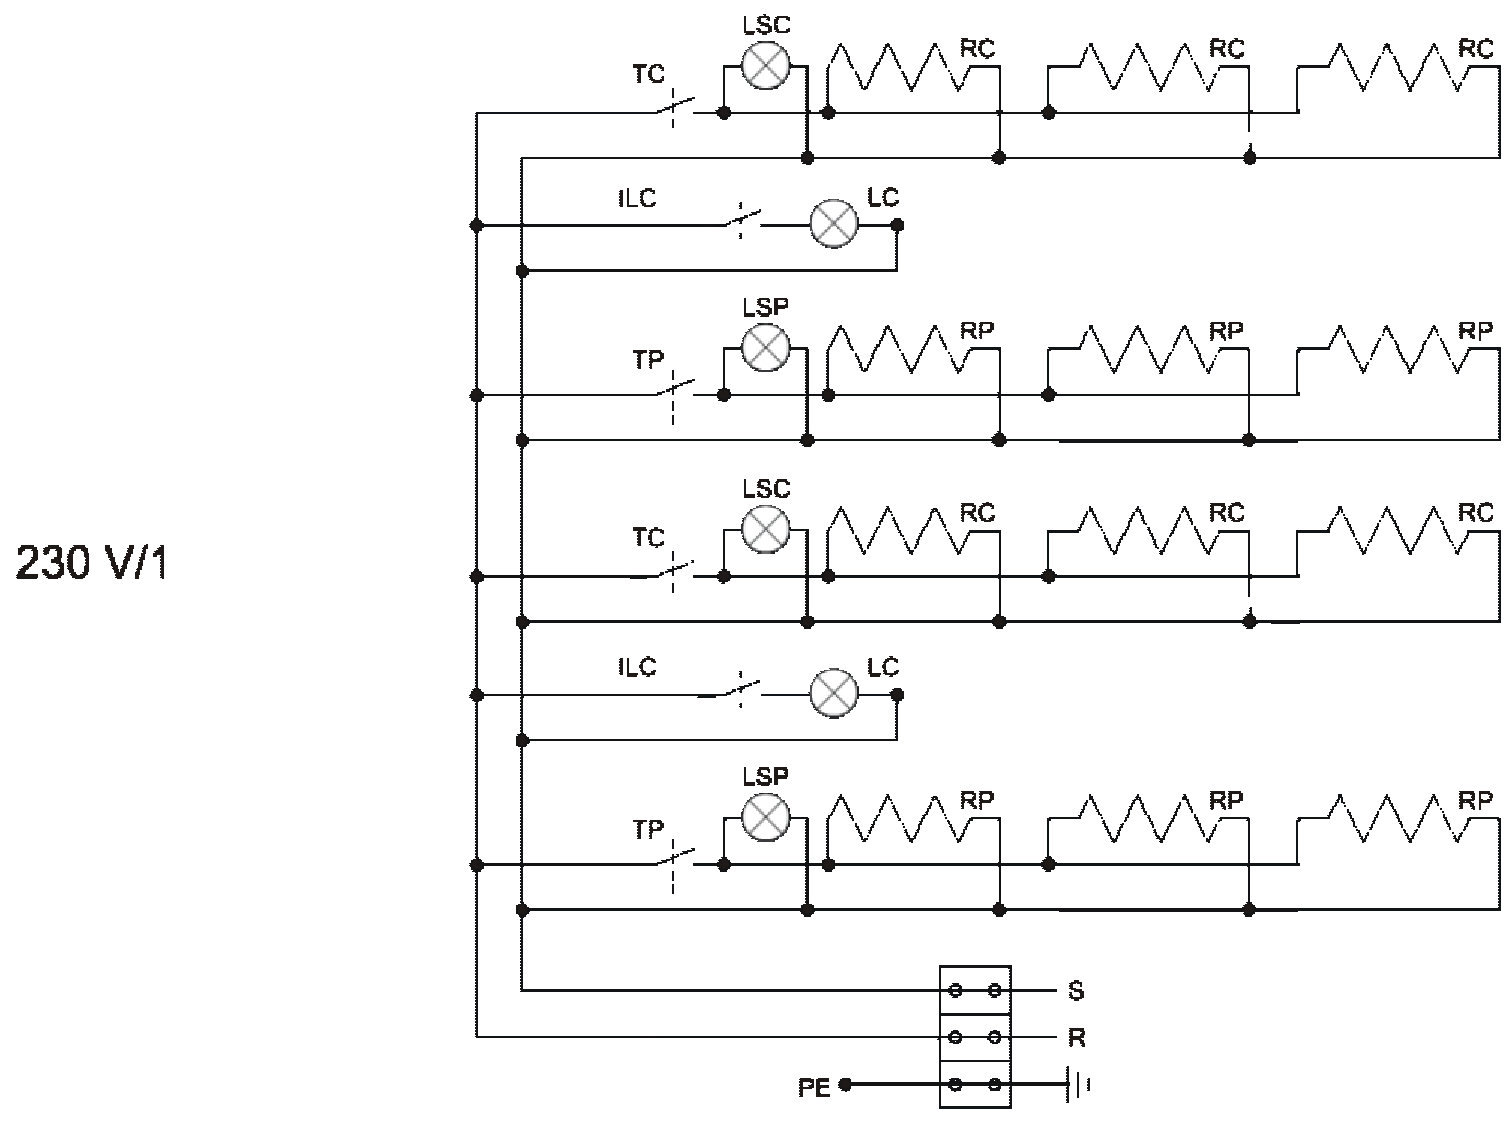 LSC
TC RC RC RC
ILC LC
LSP
TP RP RP RP
LSC
230 V/1 TC RC RC RC
ILC LC
LSP
TP RP RP RP
S
R
PE